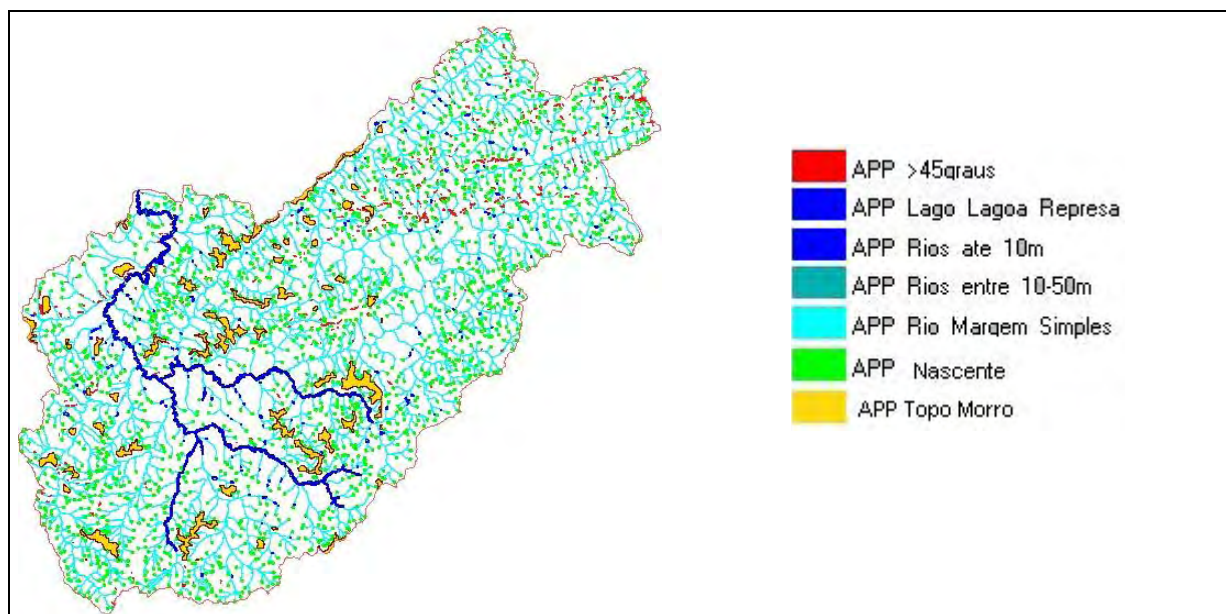 APP >45graus
APP Lago Lagoa Represa
APP Rios ate 10m
APP Rios entre 10-50m
APP Rio Margem Simples
APP Nascente
APP Topo Morro